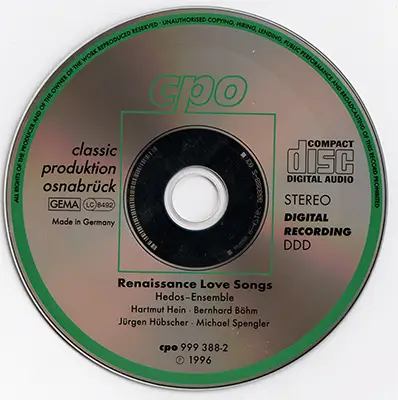 ALL RIGHTS OF THE PRODUCER AND OF THE OWNER OF THE WORK REPRODUCED RESERVED · UNAUTHORISED COPYING, HIRING, LENDING, PUBLIC PERFORMANCE AND BROADCASTING OF THIS RECORD PROHIBITED
cpo
classic
produktion
osnabrück
GEMA LC 8492
Made in Germany
COMPACT
disc
DIGITAL AUDIO
STEREO
DIGITAL
RECORDING
DDD
Renaissance Love Songs
Hedos-Ensemble
Hartmut Hein · Bernhard Böhm
Jürgen Hübscher · Michael Spengler
cpo 999 388-2
℗ 1996